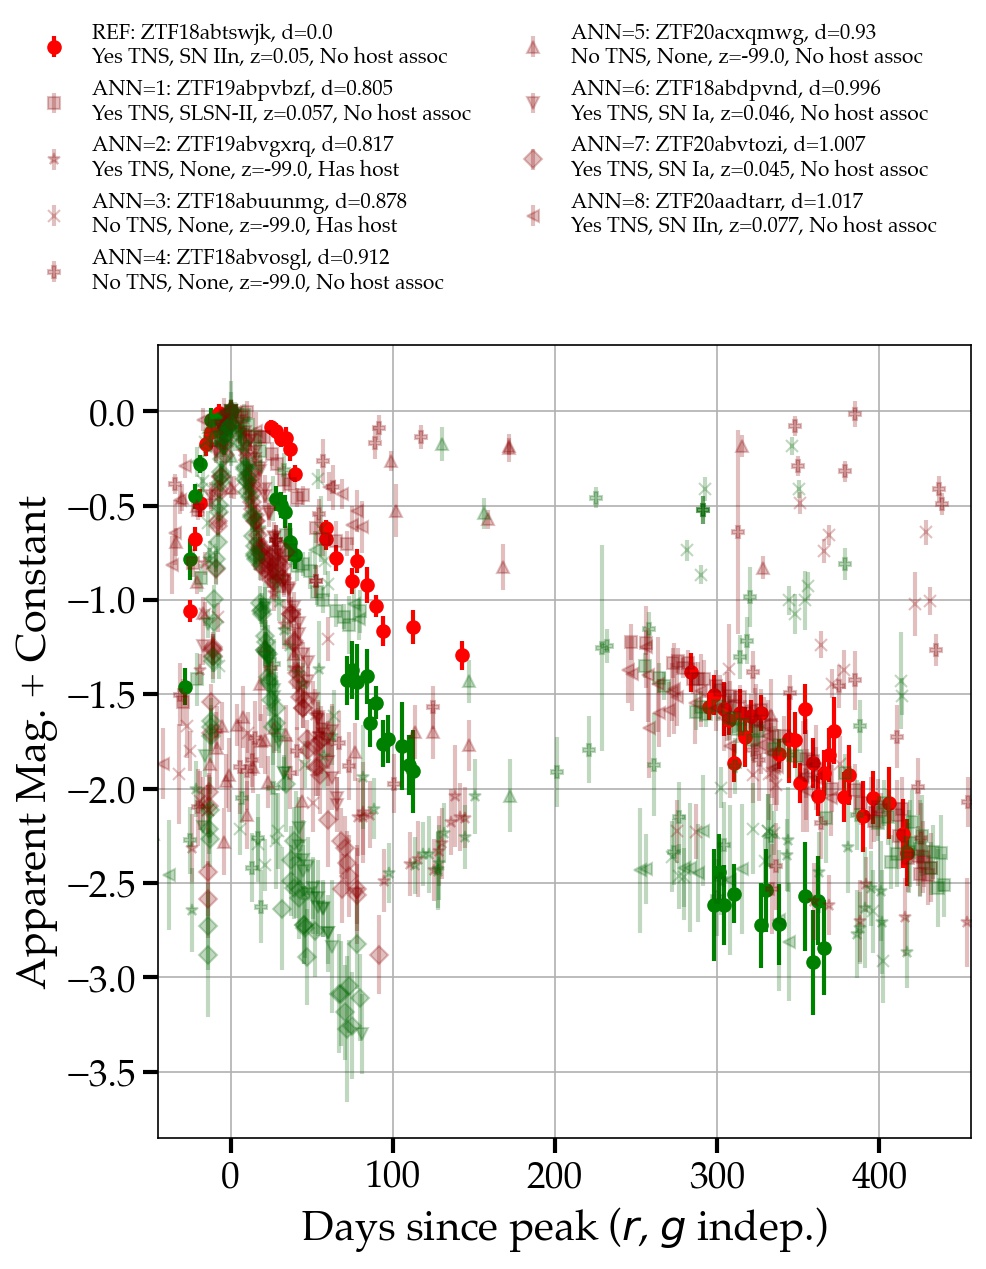 REF: ZTF18abtswjk, d=0.0
Yes TNS, SN IIn, z=0.05, No host assoc
ANN=1: ZTF19abpvbzf, d=0.805
Yes TNS, SLSN-II, z=0.057, No host assoc
ANN=2: ZTF19abvgxrq, d=0.817
Yes TNS, None, z=-99.0, Has host
ANN=3: ZTF18abuunmg, d=0.878
No TNS, None, z=-99.0, Has host
ANN=4: ZTF18abvosgl, d=0.912
No TNS, None, z=-99.0, No host assoc
ANN=5: ZTF20acxqmwg, d=0.93
No TNS, None, z=-99.0, No host assoc
ANN=6: ZTF18abdpvnd, d=0.996
Yes TNS, SN Ia, z=0.046, No host assoc
ANN=7: ZTF20abvtozi, d=1.007
Yes TNS, SN Ia, z=0.045, No host assoc
ANN=8: ZTF20aadtarr, d=1.017
Yes TNS, SN IIn, z=0.077, No host assoc
Apparent Mag. + Constant
0.0
−0.5
−1.0
−1.5
−2.0
−2.5
−3.0
−3.5
0 100 200 300 400
Days since peak (r, g indep.)